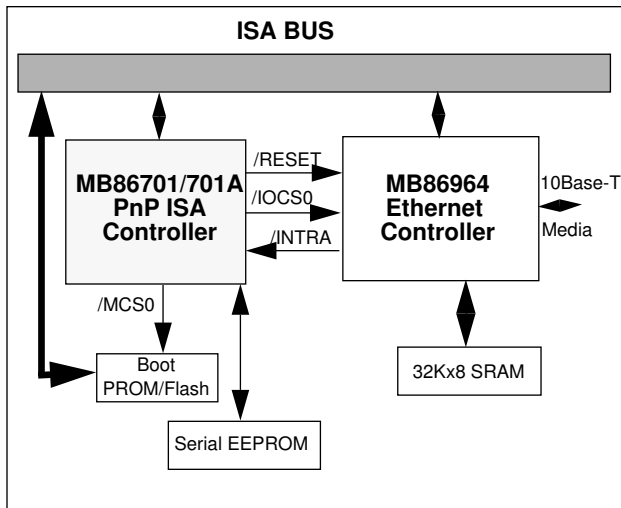 ISA BUS
MB86701/701A
PnP ISA
Controller
/RESET
/IOCS0
/INTRA
MB86964
Ethernet
Controller
10Base-T
Media
/MCS0
Boot
PROM/Flash
32Kx8 SRAM
Serial EEPROM